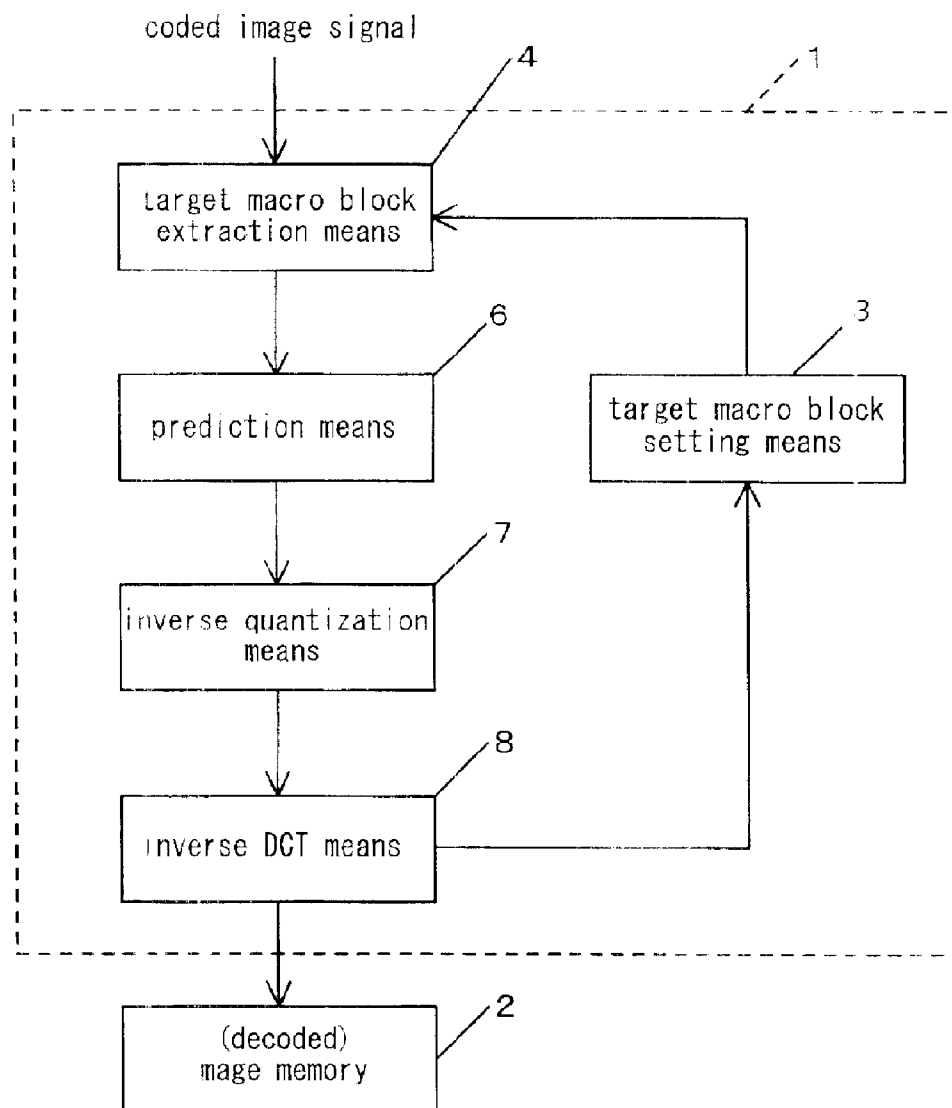 coded image signal
4
1
target macro block
extraction means
6
3
prediction means
target macro block
setting means
7
inverse quantization
means
8
inverse DCT means
2
(decoded)
mage memory